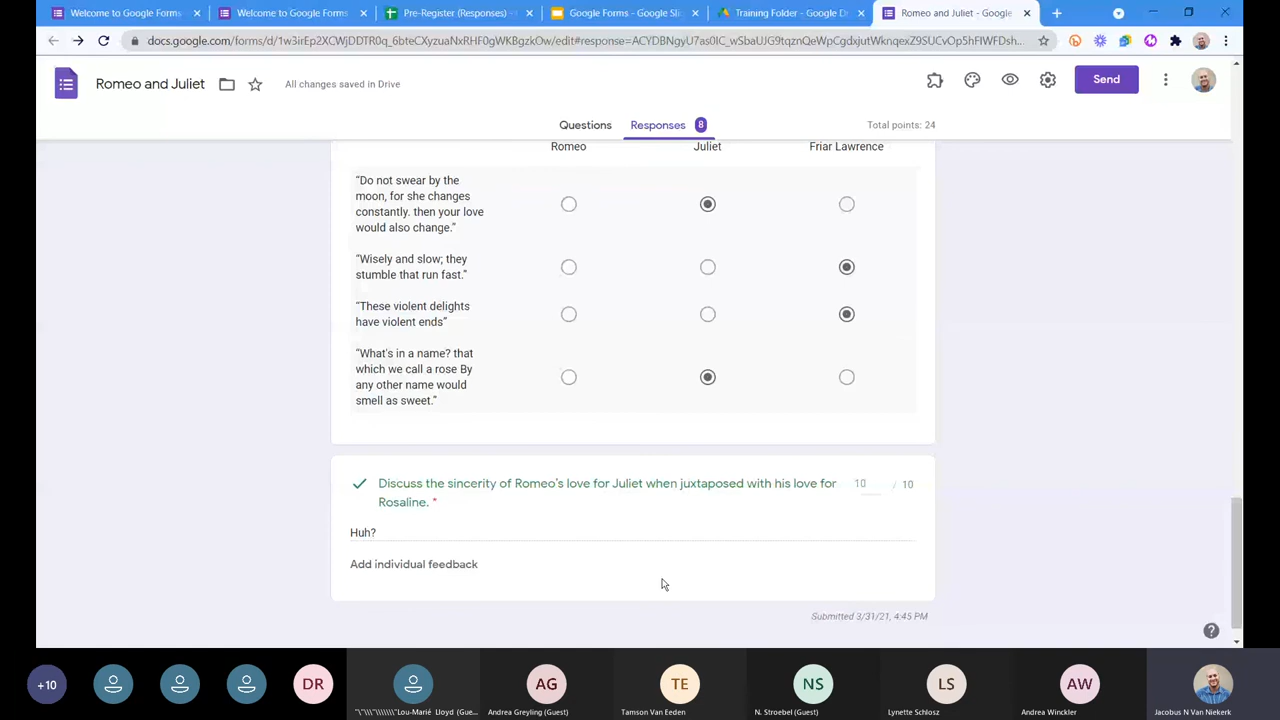 Welcome to Google Forms
Welcome to Google Forms
Pre-Register (Responses) -
Google Forms - Google Sli
Training Folder - Google D
Romeo and Juliet - Google
Romeo and Juliet
All changes saved in Drive
Send
Questions
Responses 8
Total points: 24
Romeo
Juliet
Friar Lawrence
“Do not swear by the
moon, for she changes
constantly. then your love
would also change.”
“Wisely and slow; they
stumble that run fast.”
“These violent delights
have violent ends”
“What's in a name? that
which we call a rose By
any other name would
smell as sweet.”
Discuss the sincerity of Romeo's love for Juliet when juxtaposed with his love for
Rosaline. *
10 / 10
Huh?
Add individual feedback
Submitted 3/31/21, 4:45 PM
+10
DR
AG
TE
NS
LS
AW
Lou-Marié Lloyd (Gue...
Andrea Greyling (Guest)
Tamson Van Eeden
N. Stroebel (Guest)
Lynette Schlosz
Andrea Winckler
Jacobus N Van Niekerk